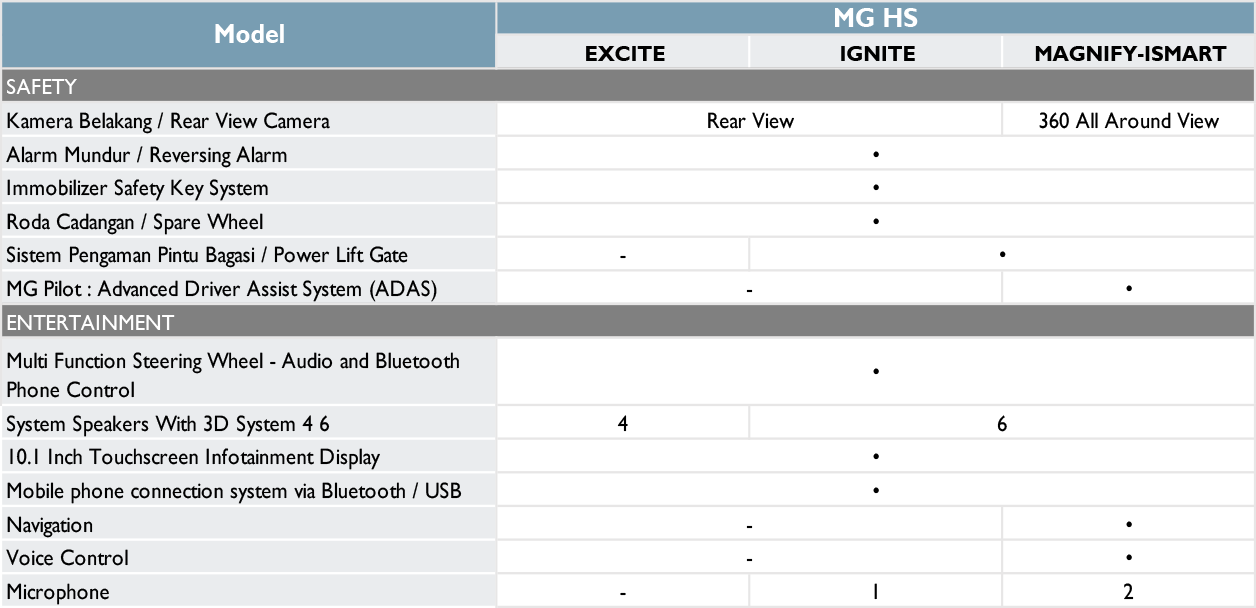 Model
MG HS
EXCITE IGNITE MAGNIFY-ISMART
SAFETY
Kamera Belakang / Rear View Camera Rear View 360 All Around View
Alarm Mundur / Reversing Alarm •
Immobilizer Safety Key System •
Roda Cadangan / Spare Wheel •
Sistem Pengaman Pintu Bagasi / Power Lift Gate - •
MG Pilot : Advanced Driver Assist System (ADAS) - •
ENTERTAINMENT
Multi Function Steering Wheel - Audio and Bluetooth
Phone Control •
System Speakers With 3D System 4 6 4 6
10.1 Inch Touchscreen Infotainment Display •
Mobile phone connection system via Bluetooth / USB •
Navigation - •
Voice Control - •
Microphone - 1 2